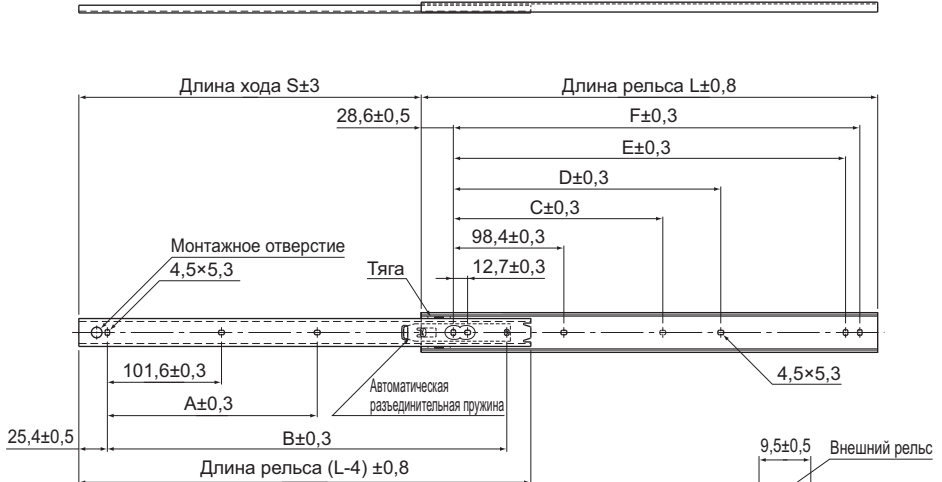 Длина хода S±3
Длина рельса L±0,8
28,6±0,5
F±0,3
E±0,3
D±0,3
C±0,3
Монтажное отверстие
98,4±0,3
4,5×5,3
Тяга
12,7±0,3
101,6±0,3
4,5×5,3
Автоматическая
разъединительная пружина
A±0,3
25,4±0,5
B±0,3
9,5±0,5
Внешний рельс
Длина рельса (L-4) ±0,8